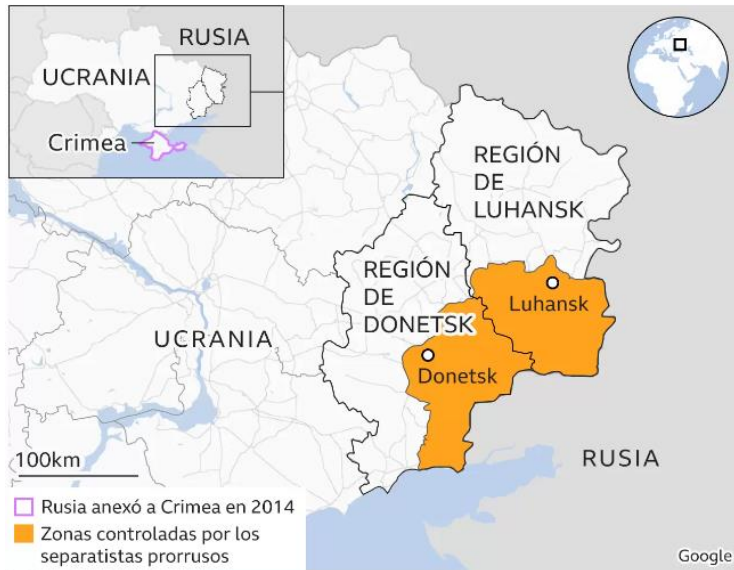 RUSIA
UCRANIA
Crimea
REGIÓN
DE
LUHANSK
REGIÓN
DE
DONETSK
Luhansk
UCRANIA
Donetsk
RUSIA
100km
Rusia anexó a Crimea en 2014
Zonas controladas por los
separatistas prorrusos
Google